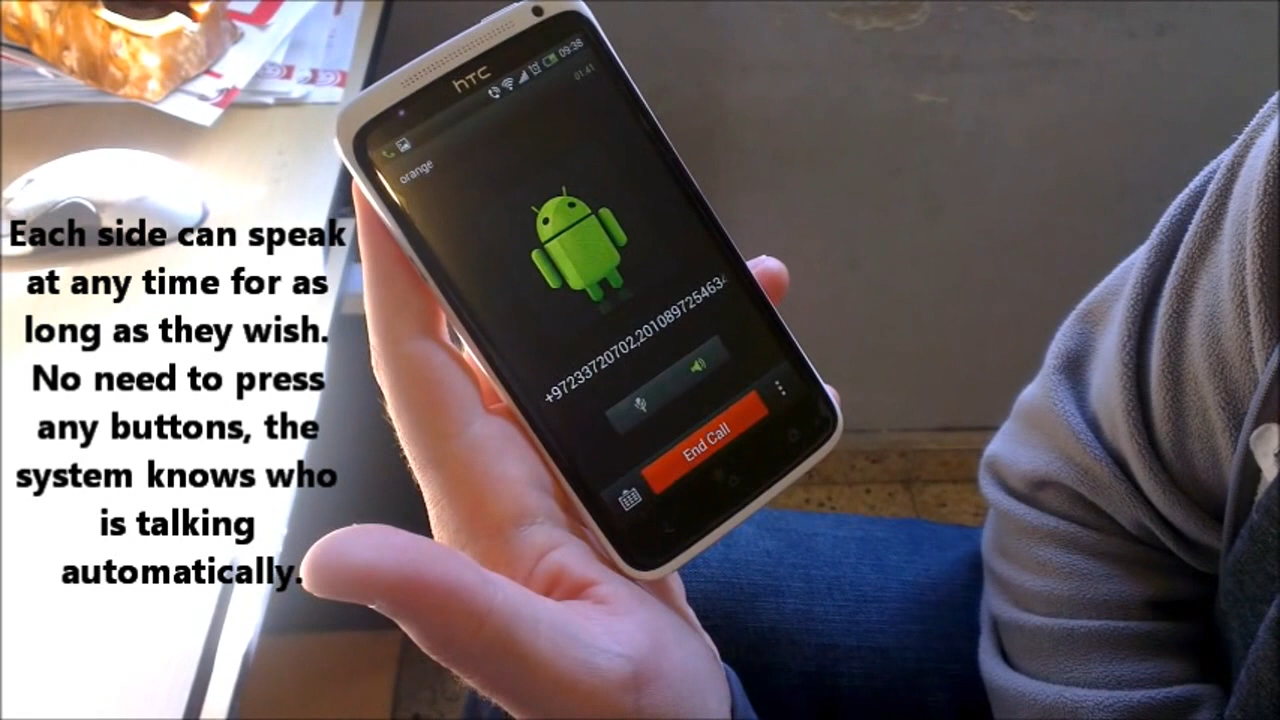 Each side can speak
at any time for as
long as they wish.
No need to press
any buttons, the
system knows who
is talking
automatically.
hTC
09:38
01:41
orange
+97233720702,2010897254634
End Call